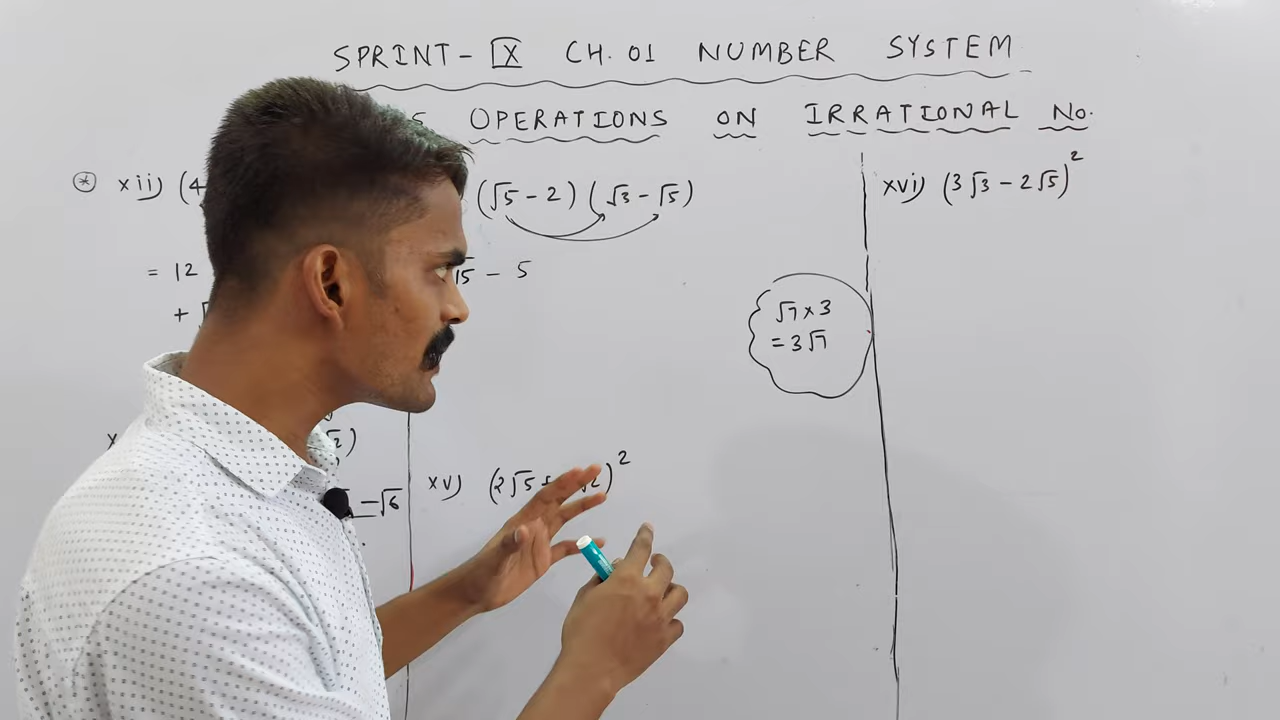 SPRINT-IX CH. 01 NUMBER SYSTEM
OPERATIONS ON IRRATIONAL No.
xii) (4
(√5 - 2) (√3 - √5)
= 12
√15 - 5
+ √
√2)
- √6
√7 × 3
= 3√7
xv) (2√5 + √2)²
xvi) (3√3 - 2√5)²